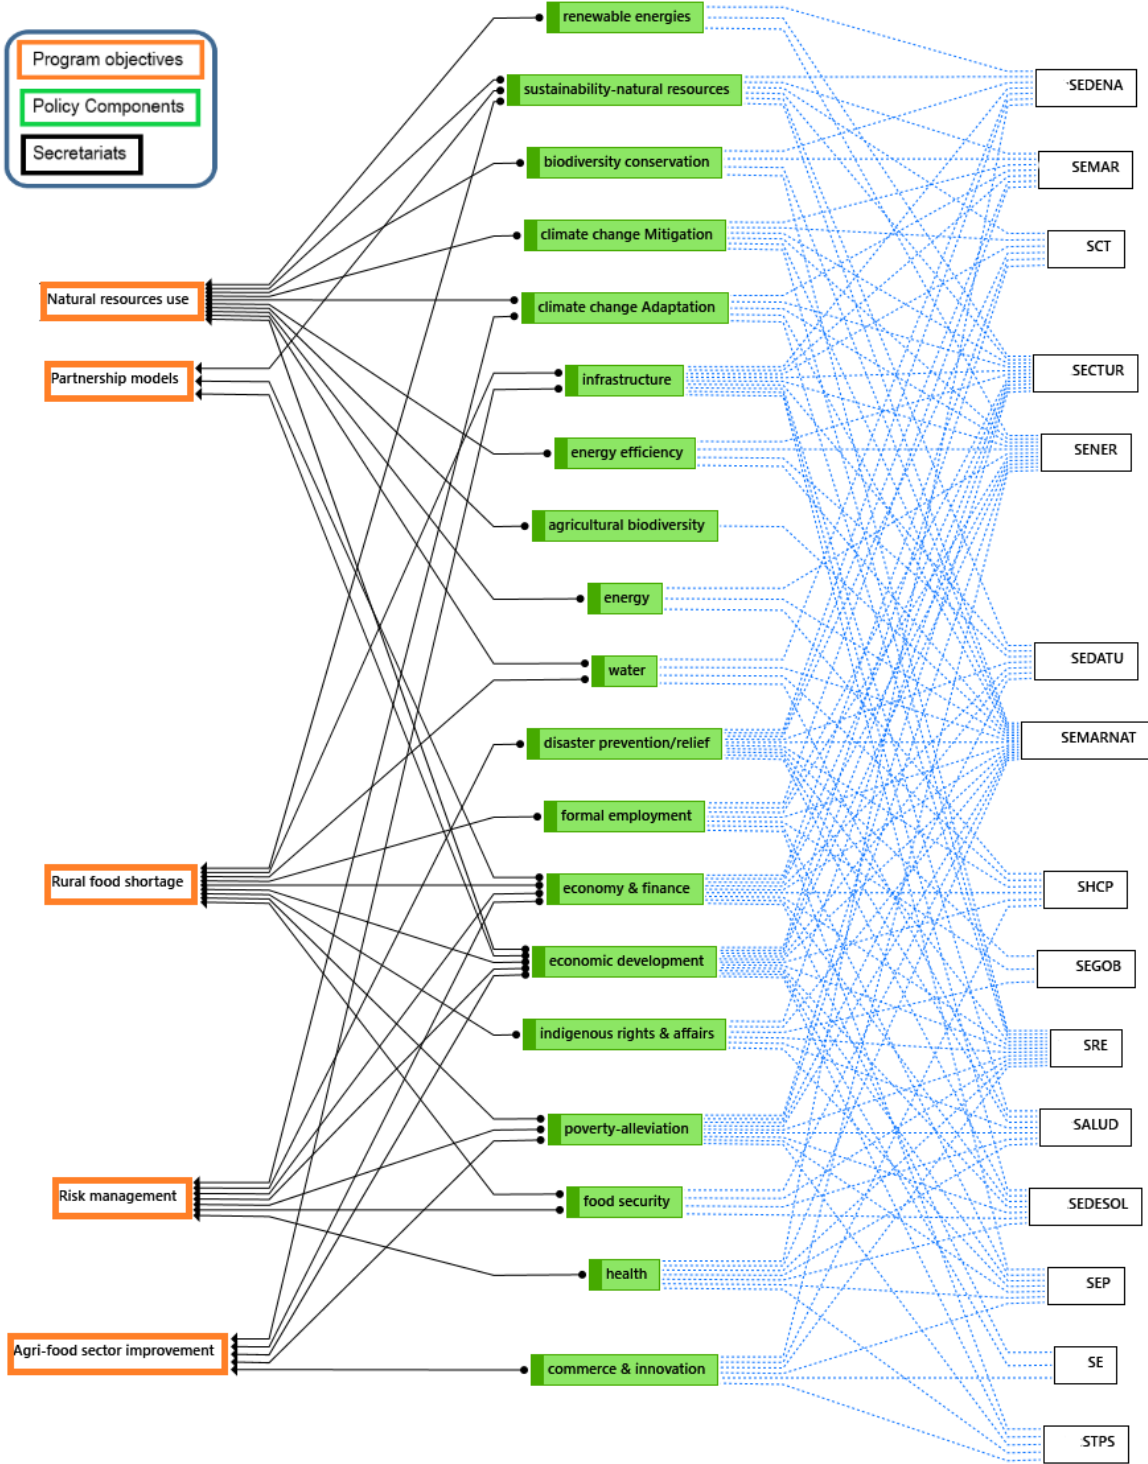 Program objectives
Policy Components
Secretariats
Natural resources use
Partnership models
Rural food shortage
Risk management
Agri-food sector improvement
renewable energies
sustainability-natural resources
biodiversity conservation
climate change Mitigation
climate change Adaptation
infrastructure
energy efficiency
agricultural biodiversity
energy
water
disaster prevention/relief
formal employment
economy & finance
economic development
indigenous rights & affairs
poverty-alleviation
food security
health
commerce & innovation
SEDENA
SEMAR
SCT
SECTUR
SENER
SEDATU
SEMARNAT
SHCP
SEGOB
SRE
SALUD
SEDESOL
SEP
SE
STPS